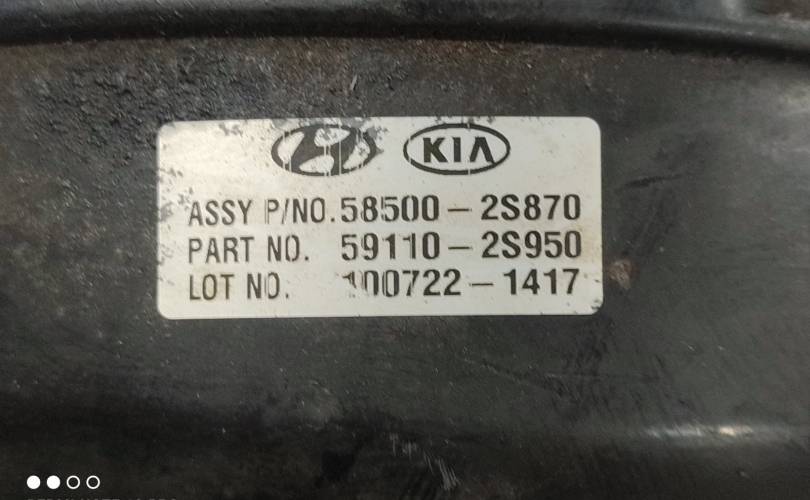 KIA
ASSY P/NO. 58500-2S870
PART NO. 59110-2S950
LOT NO. 100722-1417